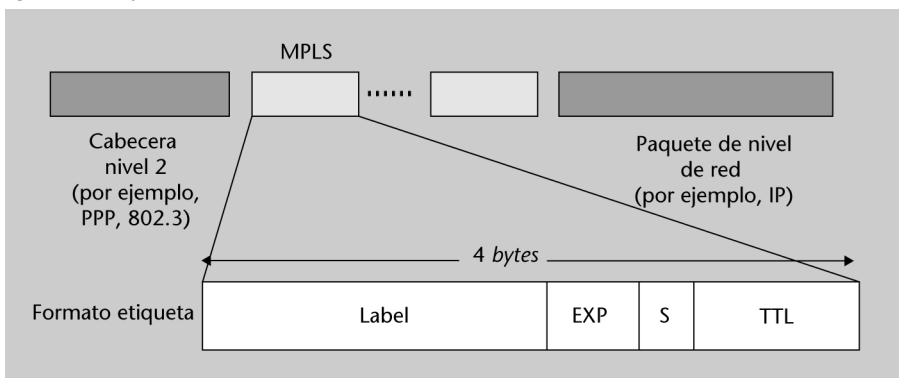 MPLS
Cabecera
nivel 2
(por ejemplo,
PPP, 802.3)
Paquete de nivel
de red
(por ejemplo, IP)
4 bytes
Formato etiqueta
Label
EXP
S
TTL